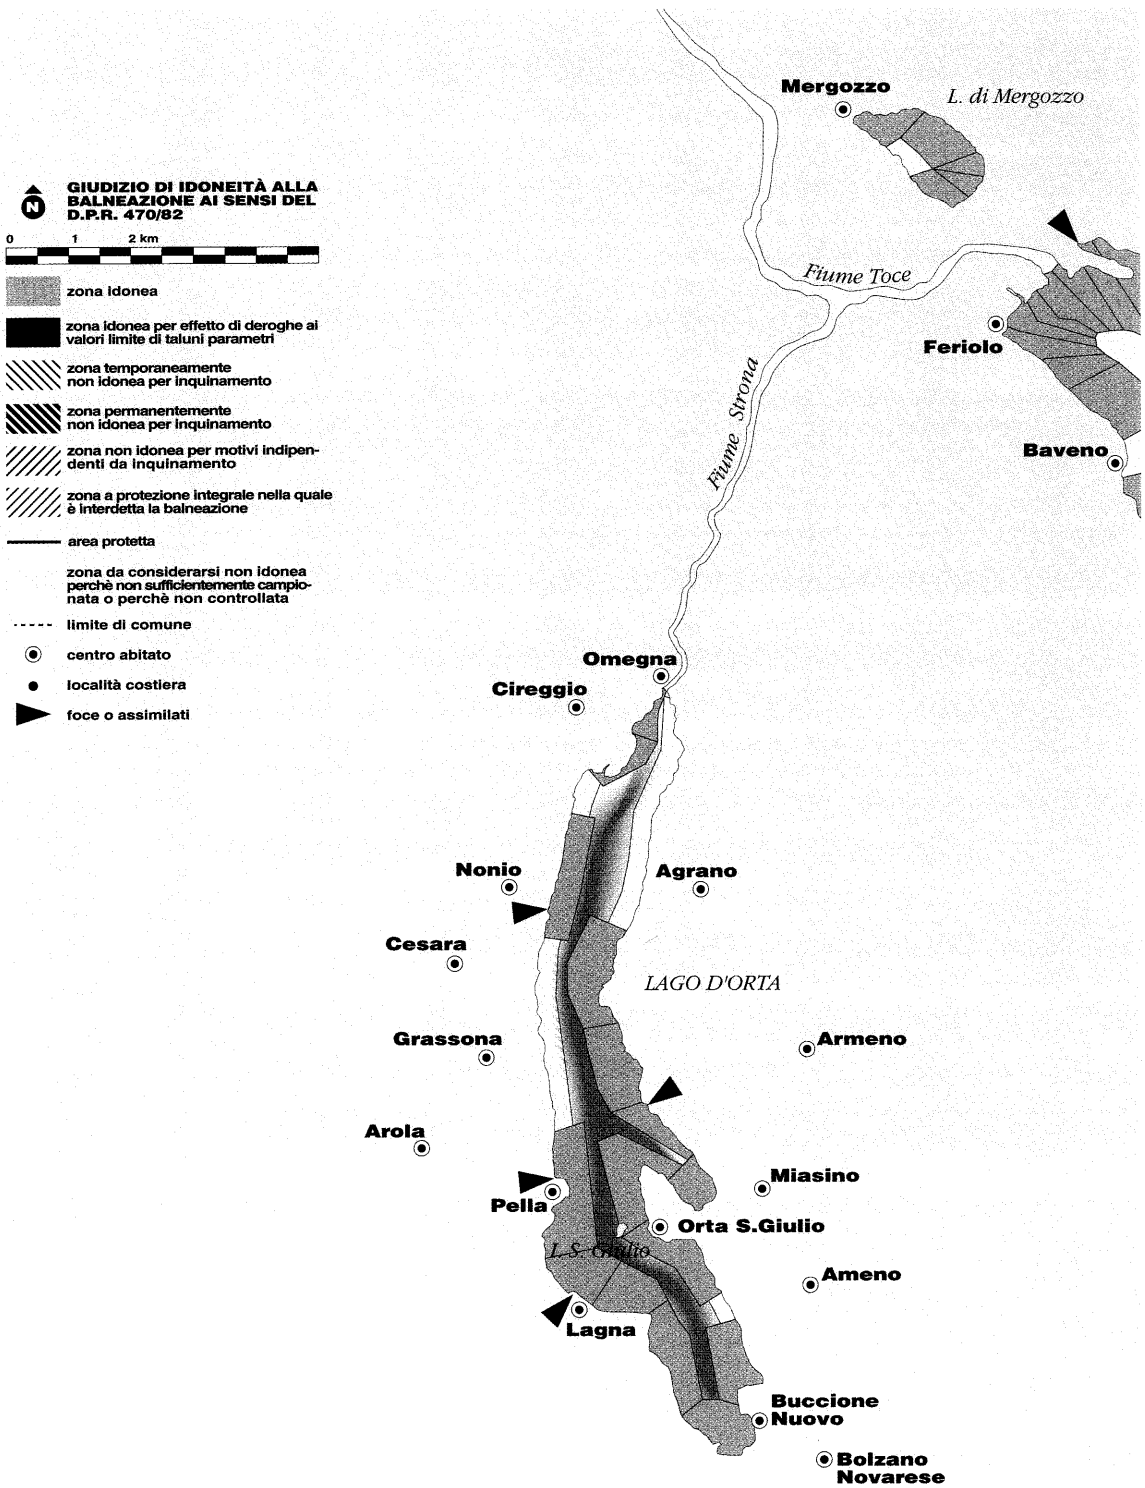 Mergozzo
L. di Mergozzo
GIUDIZIO DI IDONEITÀ ALLA
BALNEAZIONE AI SENSI DEL
D.P.R. 470/82
N
0 1 2 km
zona idonea
zona idonea per effetto di deroghe ai
valori limite di taluni parametri
zona temporaneamente
non idonea per inquinamento
zona permanentemente
non idonea per inquinamento
zona non idonea per motivi indipen-
denti da inquinamento
zona a protezione integrale nella quale
è interdetta la balneazione
area protetta
zona da considerarsi non idonea
perchè non sufficientemente campio-
nata o perchè non controllata
limite di comune
centro abitato
località costiera
foce o assimilati
Fiume Toce
Feriolo
Fiume Strona
Baveno
Omegna
Cireggio
Nonio
Agrano
Cesara
LAGO D'ORTA
Grassona
Armeno
Arola
Miasino
Pella
Orta S.Giulio
I. S. Giulio
Ameno
Lagna
Buccione
Nuovo
Bolzano
Novarese